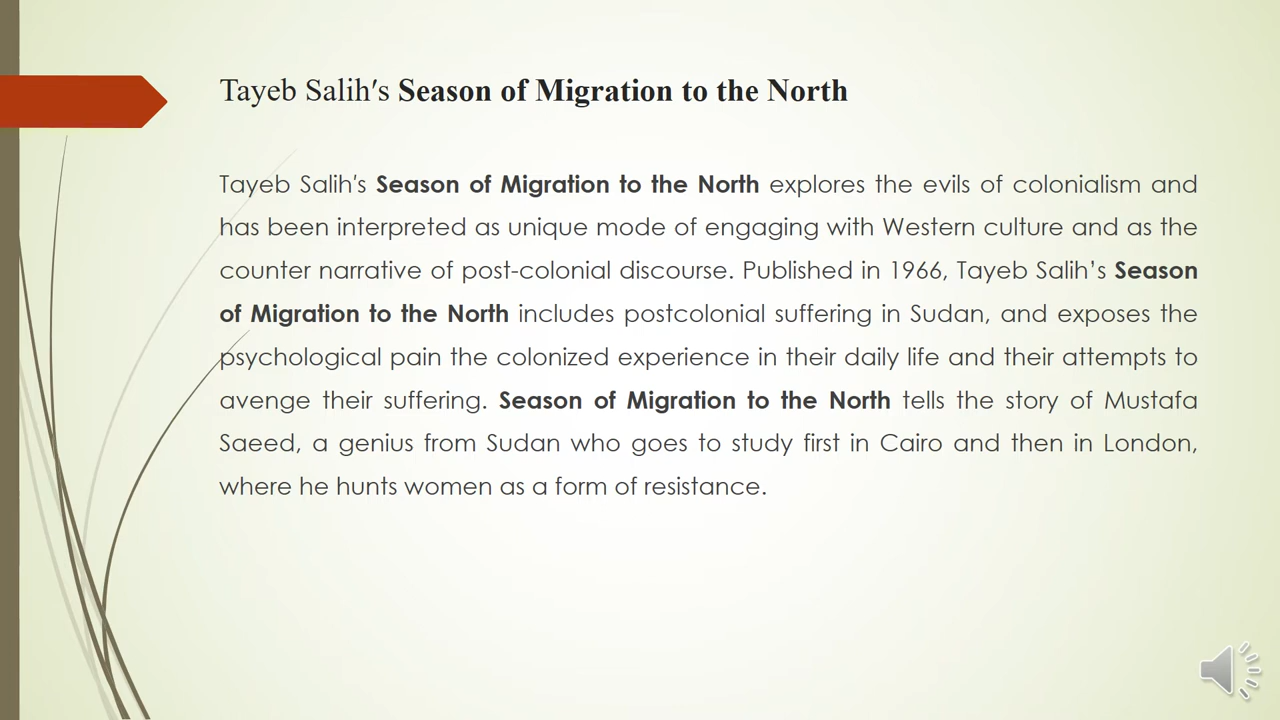 Tayeb Salih's Season of Migration to the North
Tayeb Salih's Season of Migration to the North explores the evils of colonialism and
has been interpreted as unique mode of engaging with Western culture and as the
counter narrative of post-colonial discourse. Published in 1966, Tayeb Salih’s Season
of Migration to the North includes postcolonial suffering in Sudan, and exposes the
psychological pain the colonized experience in their daily life and their attempts to
avenge their suffering. Season of Migration to the North tells the story of Mustafa
Saeed, a genius from Sudan who goes to study first in Cairo and then in London,
where he hunts women as a form of resistance.